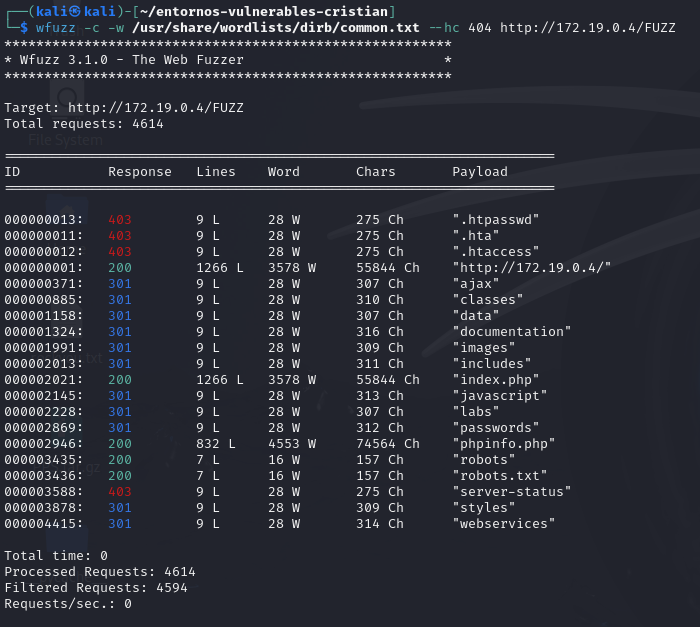 ┌──(kali㉿kali)-[~/entornos-vulnerables-cristian]
└─$ wfuzz -c -w /usr/share/wordlists/dirb/common.txt --hc 404 http://172.19.0.4/FUZZ
********************************************************
* Wfuzz 3.1.0 - The Web Fuzzer                         *
********************************************************
Target: http://172.19.0.4/FUZZ
Total requests: 4614
File System
=====================================================================
ID           Response   Lines    Word       Chars       Payload
=====================================================================
000000013:   403        9 L      28 W       275 Ch      ".htpasswd"
000000011:   403        9 L      28 W       275 Ch      ".hta"
000000012:   403        9 L      28 W       275 Ch      ".htaccess"
000000001:   200        1266 L   3578 W     55844 Ch    "http://172.19.0.4/"
000000371:   301        9 L      28 W       307 Ch      "ajax"
000000885:   301        9 L      28 W       310 Ch      "classes"
000001158:   301        9 L      28 W       307 Ch      "data"
000001324:   301        9 L      28 W       316 Ch      "documentation"
000001991:   301        9 L      28 W       309 Ch      "images"
000002013:   301        9 L      28 W       311 Ch      "includes"
000002021:   200        1266 L   3578 W     55844 Ch    "index.php"
000002145:   301        9 L      28 W       313 Ch      "javascript"
000002228:   301        9 L      28 W       307 Ch      "labs"
000002869:   301        9 L      28 W       312 Ch      "passwords"
000002946:   200        832 L    4553 W     74564 Ch    "phpinfo.php"
000003435:   200        7 L      16 W       157 Ch      "robots"
000003436:   200        7 L      16 W       157 Ch      "robots.txt"
000003588:   403        9 L      28 W       275 Ch      "server-status"
000003878:   301        9 L      28 W       309 Ch      "styles"
000004415:   301        9 L      28 W       314 Ch      "webservices"
Total time: 0
Processed Requests: 4614
Filtered Requests: 4594
Requests/sec.: 0